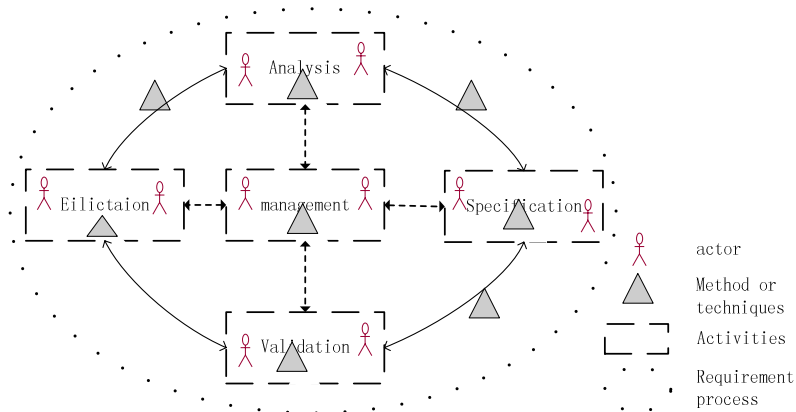 Analysis
Eilictaion
management
Specification
Validation
actor
Method or
techniques
Activities
Requirement
process